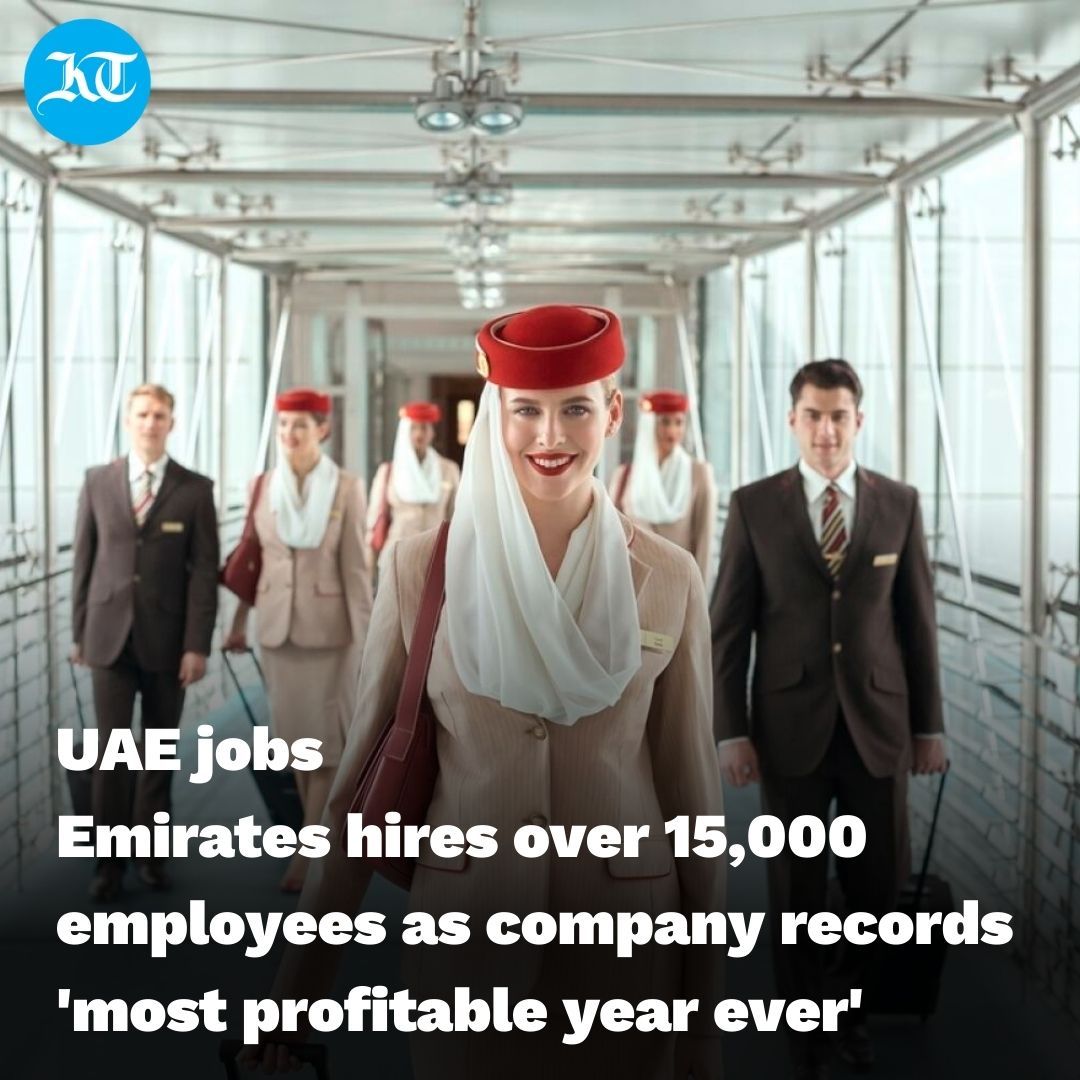 KT
UAE jobs
Emirates hires over 15,000
employees as company records
'most profitable year ever'